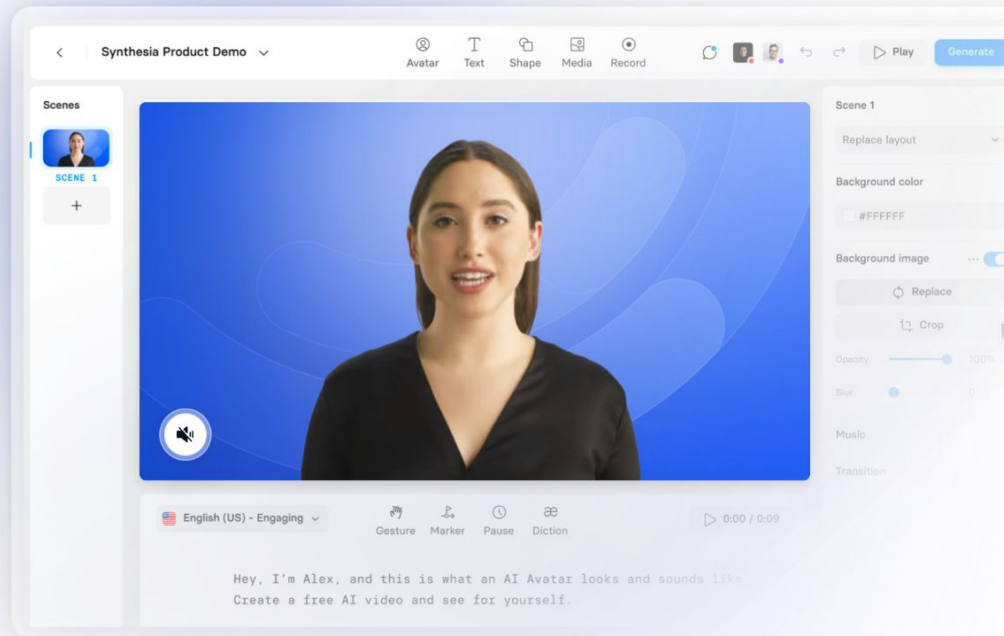 Synthesia Product Demo
Avatar
Text
Shape
Media
Record
Play
Generate
Scenes
SCENE 1
Scene 1
Replace layout
Background color
#FFFFFF
Background image
Replace
Crop
Opacity
100%
Blur
0
Music
Transition
English (US) - Engaging
Gesture
Marker
Pause
æ
Diction
0:00 / 0:09
Hey, I'm Alex, and this is what an AI Avatar looks and sounds like.
Create a free AI video and see for yourself.